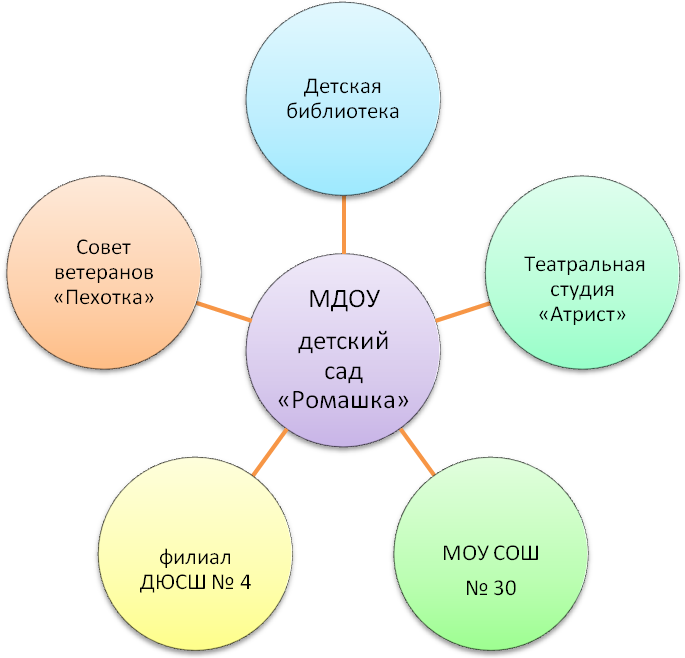 Детская
библиотека
Совет
ветеранов
«Пехотка»
Театральная
студия
«Атрист»
МДОУ
детский
сад
«Ромашка»
филиал
ДЮСШ № 4
МОУ СОШ
№ 30